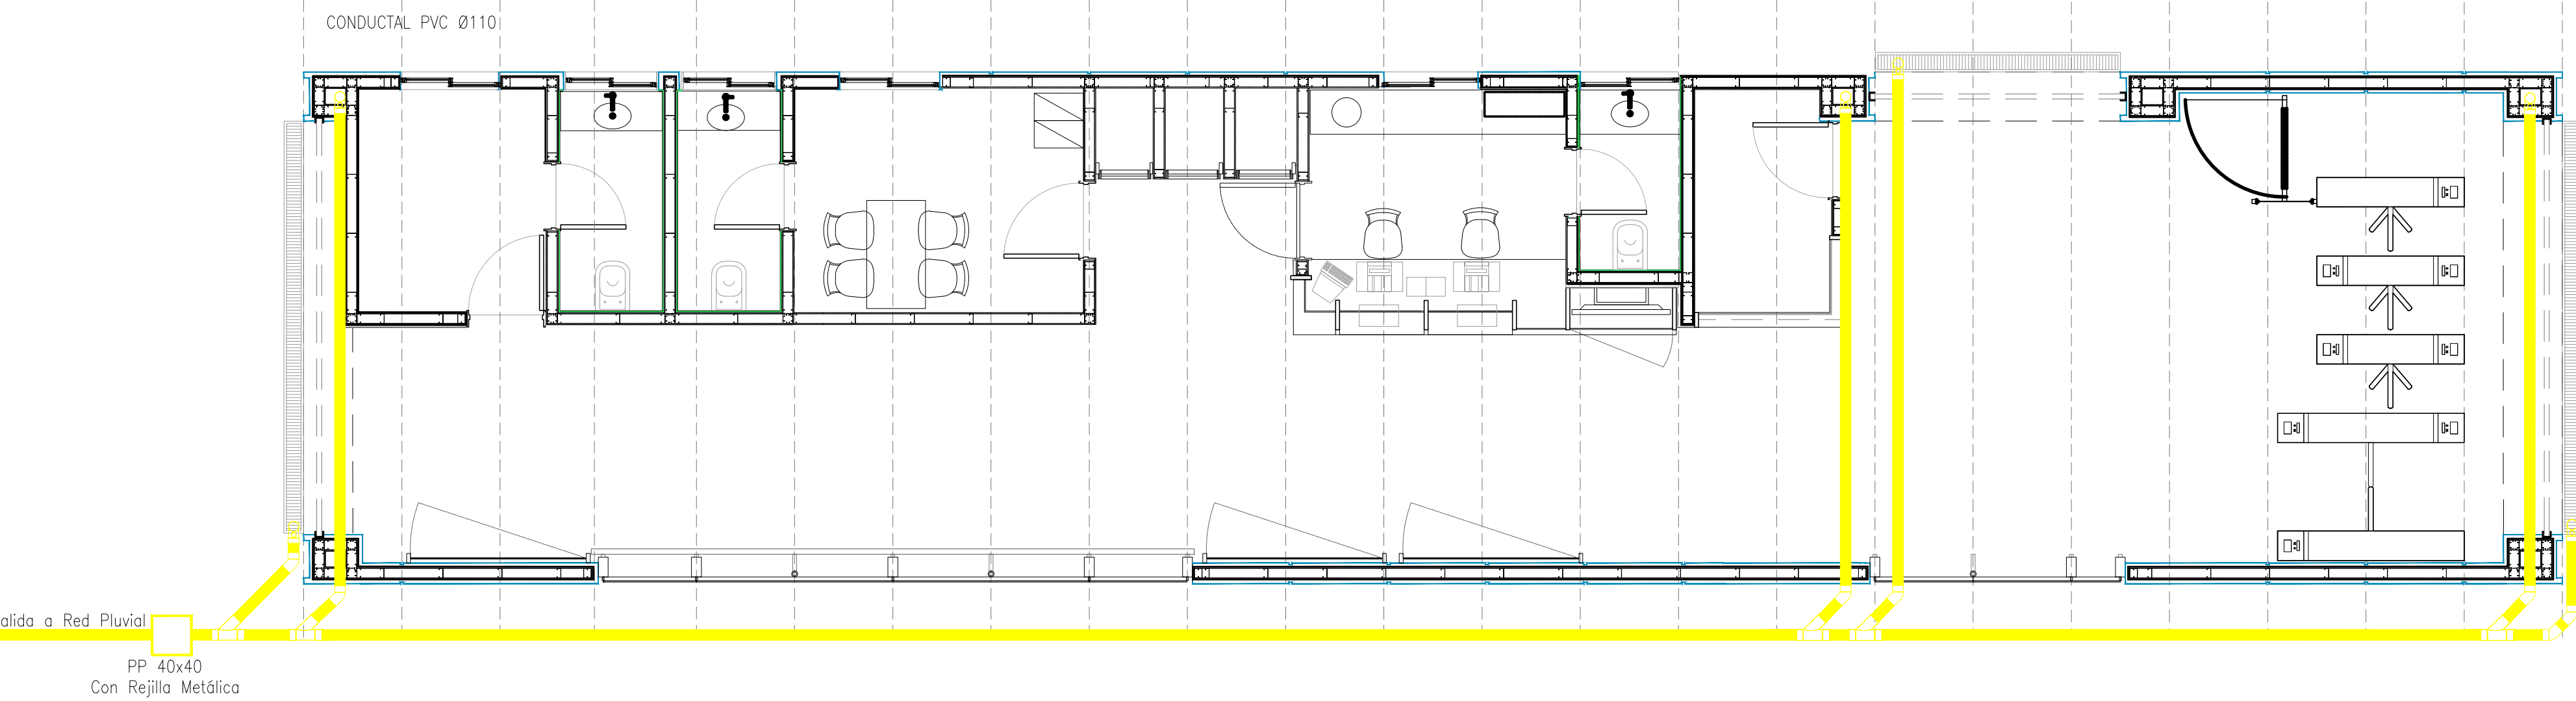 CONDUCTAL PVC Ø110
alida a Red Pluvial
PP 40x40
Con Rejilla Metálica